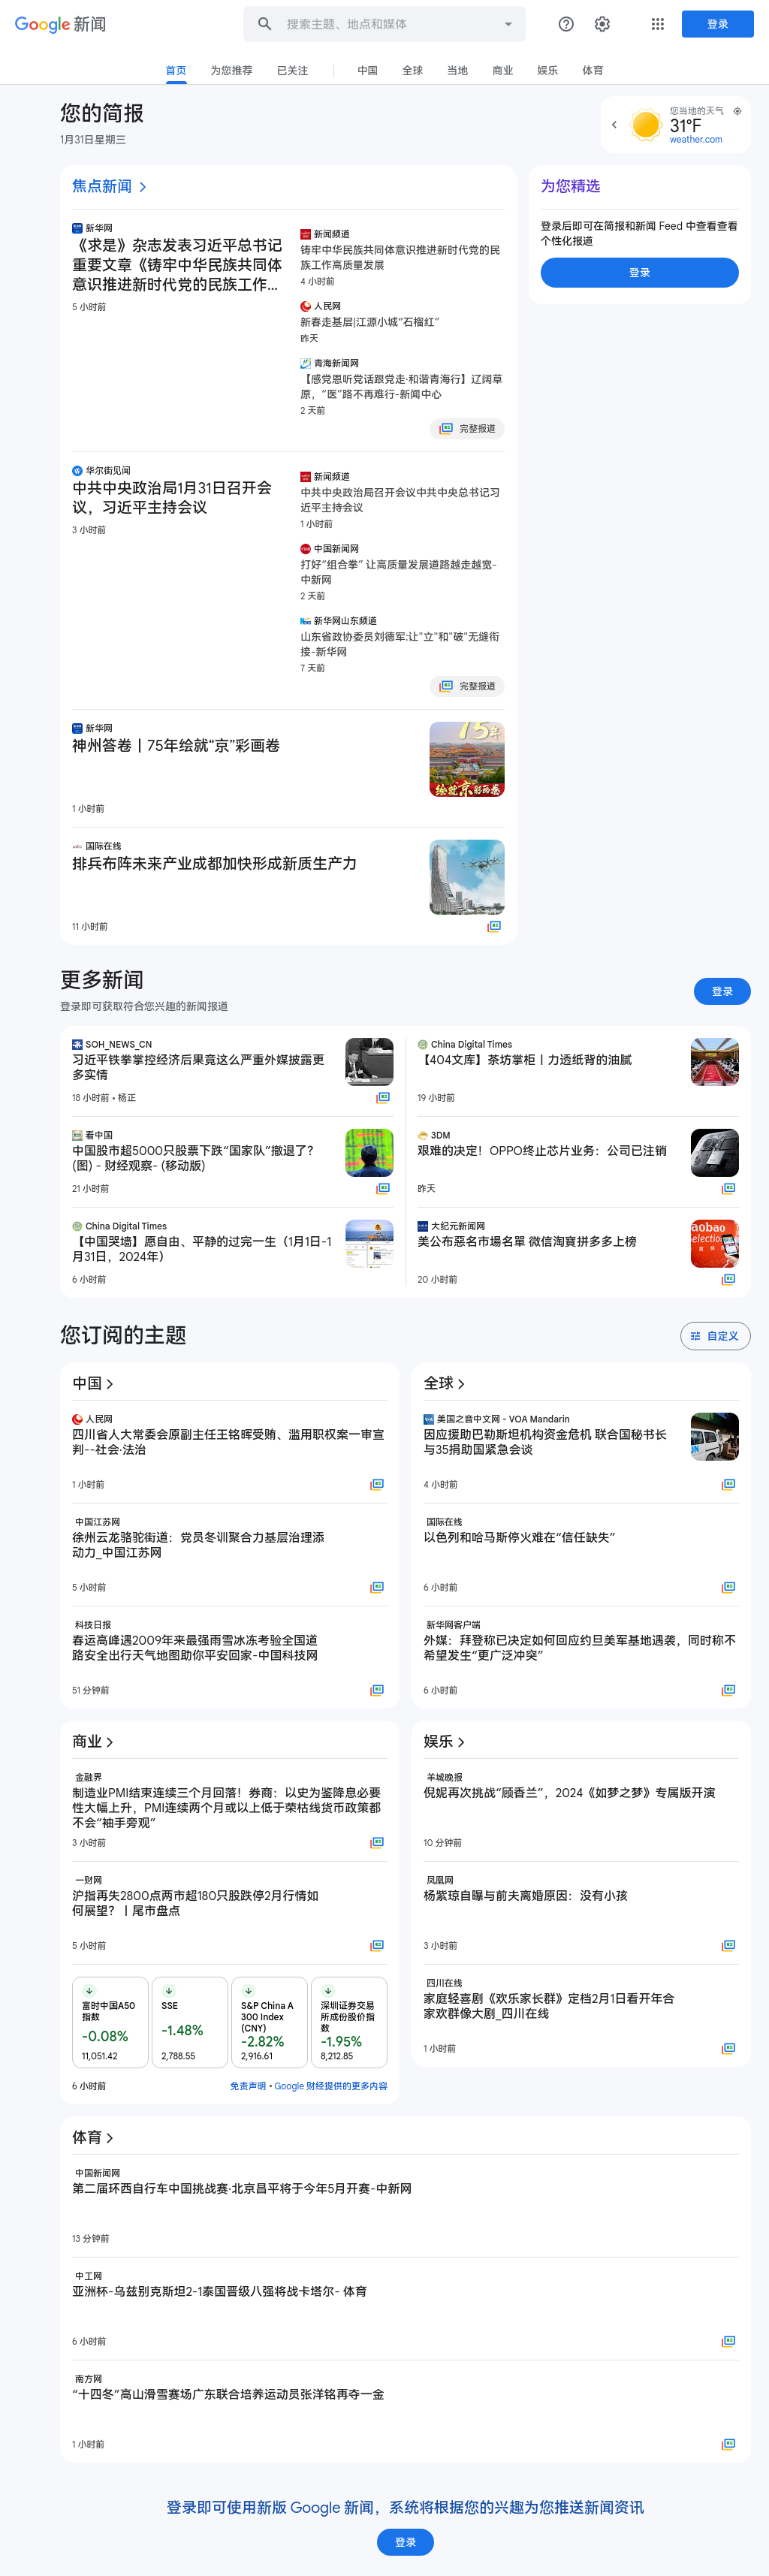 Google 新闻
搜索主题、地点和媒体
登录
首页
为您推荐
已关注
中国
全球
当地
商业
娱乐
体育
您的简报
1月31日星期三
您当地的天气
31°F
weather.com
焦点新闻
新华网
《求是》杂志发表习近平总书记
重要文章《铸牢中华民族共同体
意识推进新时代党的民族工作...
5 小时前
新闻频道
铸牢中华民族共同体意识推进新时代党的民
族工作高质量发展
4 小时前
人民网
新春走基层|江源小城“石榴红”
昨天
青海新闻网
【感党恩听党话跟党走·和谐青海行】辽阔草
原，“医”路不再难行-新闻中心
2 天前
完整报道
华尔街见闻
中共中央政治局1月31日召开会
议，习近平主持会议
3 小时前
新闻频道
中共中央政治局召开会议中共中央总书记习
近平主持会议
1 小时前
中国新闻网
打好“组合拳” 让高质量发展道路越走越宽-
中新网
2 天前
新华网山东频道
山东省政协委员刘德军:让"立"和"破"无缝衔
接-新华网
7 天前
完整报道
新华网
神州答卷丨75年绘就“京”彩画卷
75年
绘就京彩画卷
1 小时前
国际在线
排兵布阵未来产业成都加快形成新质生产力
11 小时前
为您精选
登录后即可在简报和新闻 Feed 中查看查看
个性化报道
登录
更多新闻
登录即可获取符合您兴趣的新闻报道
登录
SOH_NEWS_CN
习近平铁拳掌控经济后果竟这么严重外媒披露更
多实情
18 小时前 • 杨正
China Digital Times
【404文库】茶坊掌柜丨力透纸背的油腻
19 小时前
看中国
中国股市超5000只股票下跌“国家队”撤退了?
(图) - 财经观察- (移动版)
21 小时前
3DM
艰难的决定！OPPO终止芯片业务：公司已注销
昨天
China Digital Times
【中国哭墙】愿自由、平静的过完一生（1月1日-1
月31日，2024年）
6 小时前
大纪元新闻网
美公布恶名市場名單 微信淘寶拼多多上榜
20 小时前
您订阅的主题
自定义
中国
人民网
四川省人大常委会原副主任王铭晖受贿、滥用职权案一审宣
判--社会·法治
1 小时前
中国江苏网
徐州云龙骆驼街道：党员冬训聚合力基层治理添
动力_中国江苏网
5 小时前
科技日报
春运高峰遇2009年来最强雨雪冰冻考验全国道
路安全出行天气地图助你平安回家-中国科技网
51 分钟前
全球
美国之音中文网 - VOA Mandarin
因应援助巴勒斯坦机构资金危机 联合国秘书长
与35捐助国紧急会谈
4 小时前
国际在线
以色列和哈马斯停火难在“信任缺失”
6 小时前
新华网客户端
外媒：拜登称已决定如何回应约旦美军基地遇袭，同时称不
希望发生“更广泛冲突”
6 小时前
商业
金融界
制造业PMI结束连续三个月回落！券商：以史为鉴降息必要
性大幅上升，PMI连续两个月或以上低于荣枯线货币政策都
不会“袖手旁观”
3 小时前
一财网
沪指再失2800点两市超180只股跌停2月行情如
何展望？丨尾市盘点
5 小时前
富时中国A50
指数
-0.08%
11,051.42
SSE
-1.48%
2,788.55
S&P China A
300 Index
(CNY)
-2.82%
2,916.61
深圳证券交易
所成份股价指
数
-1.95%
8,212.85
6 小时前
免责声明 • Google 财经提供的更多内容
娱乐
羊城晚报
倪妮再次挑战“顾香兰”，2024《如梦之梦》专属版开演
10 分钟前
凤凰网
杨紫琼自曝与前夫离婚原因：没有小孩
3 小时前
四川在线
家庭轻喜剧《欢乐家长群》定档2月1日看开年合
家欢群像大剧_四川在线
1 小时前
体育
中国新闻网
第二届环西自行车中国挑战赛·北京昌平将于今年5月开赛-中新网
13 分钟前
中工网
亚洲杯-乌兹别克斯坦2-1泰国晋级八强将战卡塔尔- 体育
6 小时前
南方网
“十四冬”高山滑雪赛场广东联合培养运动员张洋铭再夺一金
1 小时前
登录即可使用新版 Google 新闻，系统将根据您的兴趣为您推送新闻资讯
登录